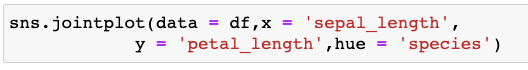 sns.jointplot(data = df,x = 'sepal_length',
y = 'petal_length',hue = 'species')